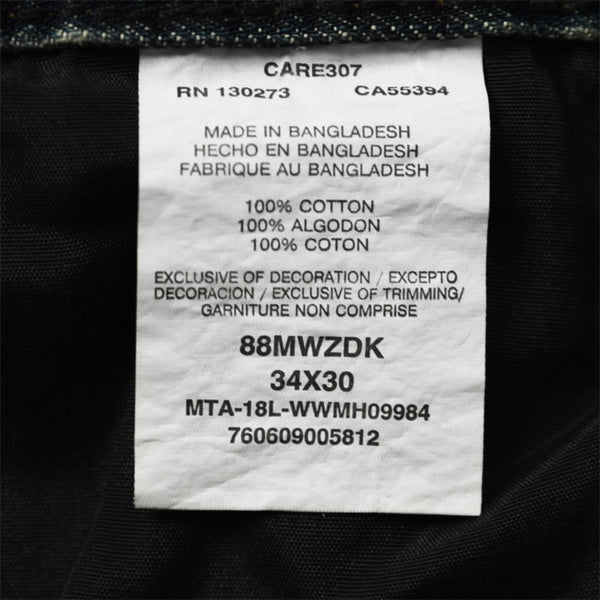 CARE307
RN 130273 CA55394
MADE IN BANGLADESH
HECHO EN BANGLADESH
FABRIQUE AU BANGLADESH
100% COTTON
100% ALGODON
100% COTON
EXCLUSIVE OF DECORATION / EXCEPTO
DECORACION / EXCLUSIVE OF TRIMMING/
GARNITURE NON COMPRISE
88MWZDK
34X30
MTA-18L-WWMH09984
760609005812